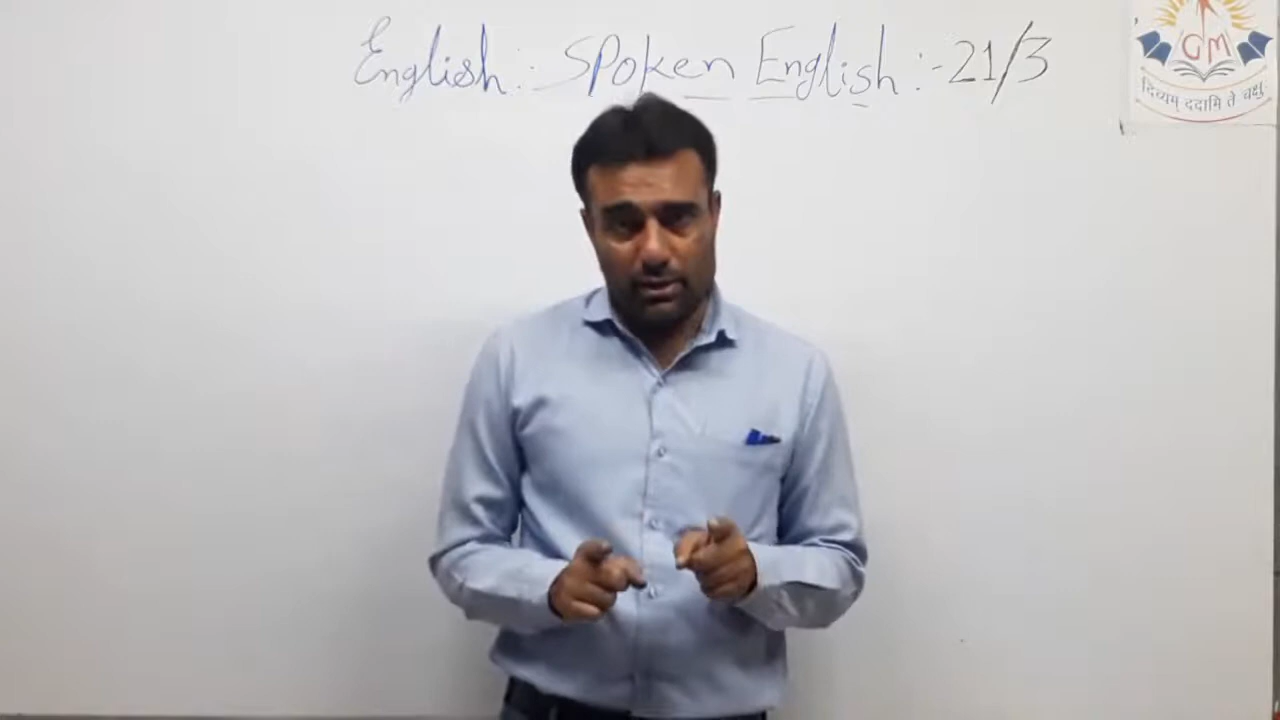 English :- Spoken English :- 21/3
GM
दिव्यम् ददामि ते चक्षुः